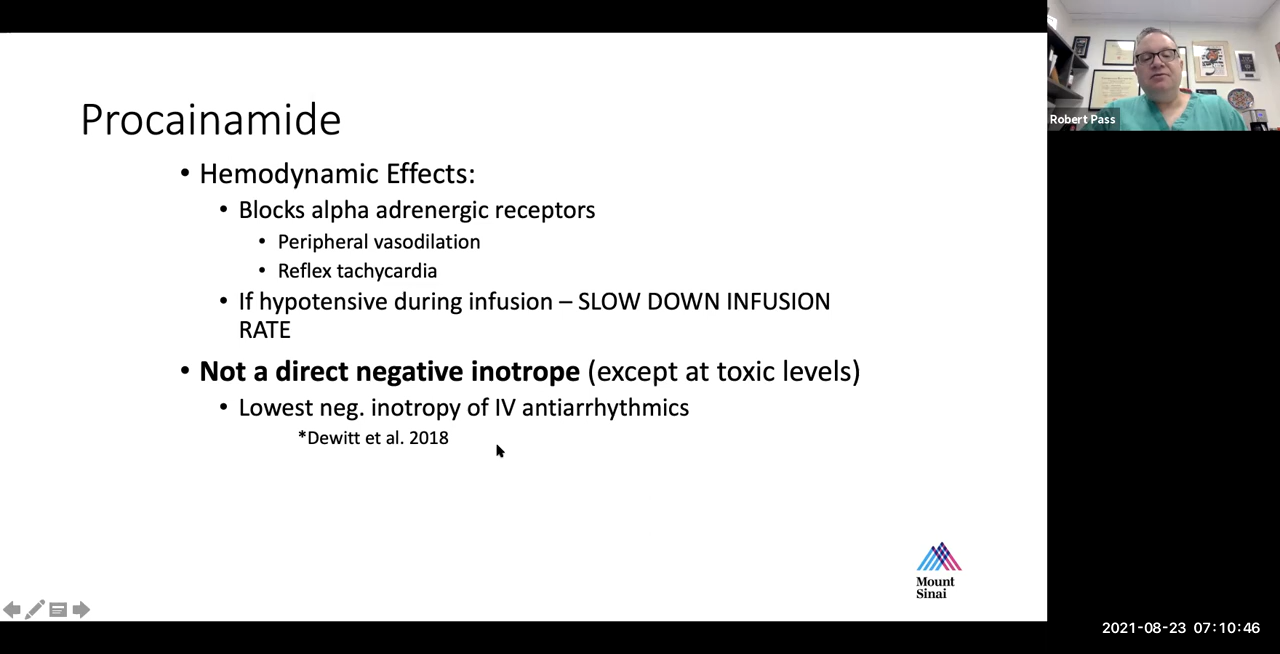 Procainamide
• Hemodynamic Effects:
• Blocks alpha adrenergic receptors
• Peripheral vasodilation
• Reflex tachycardia
• If hypotensive during infusion – SLOW DOWN INFUSION
RATE
• Not a direct negative inotrope (except at toxic levels)
• Lowest neg. inotropy of IV antiarrhythmics
*Dewitt et al. 2018
Mount
Sinai
Robert Pass
2021-08-23 07:10:46